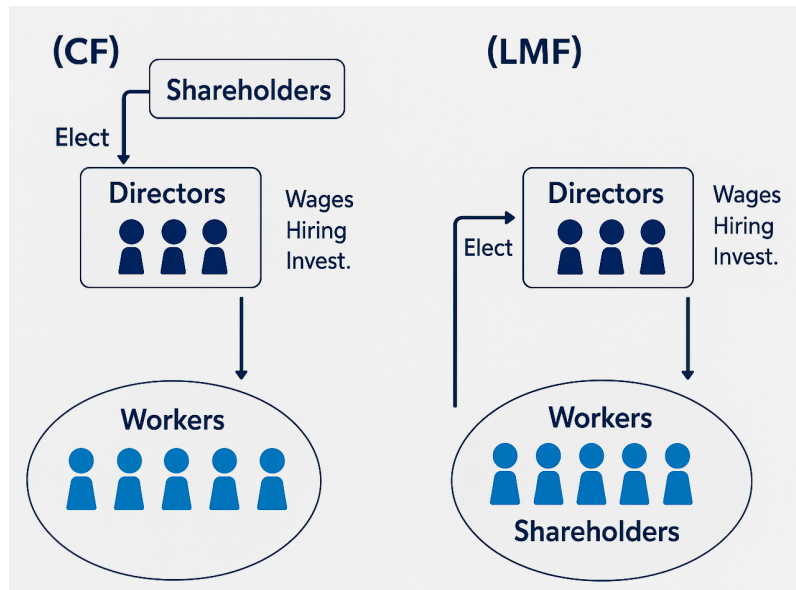 (CF)
Shareholders
Elect
Directors
Wages
Hiring
Invest.
Workers
(LMF)
Directors
Wages
Hiring
Invest.
Elect
Workers
Shareholders